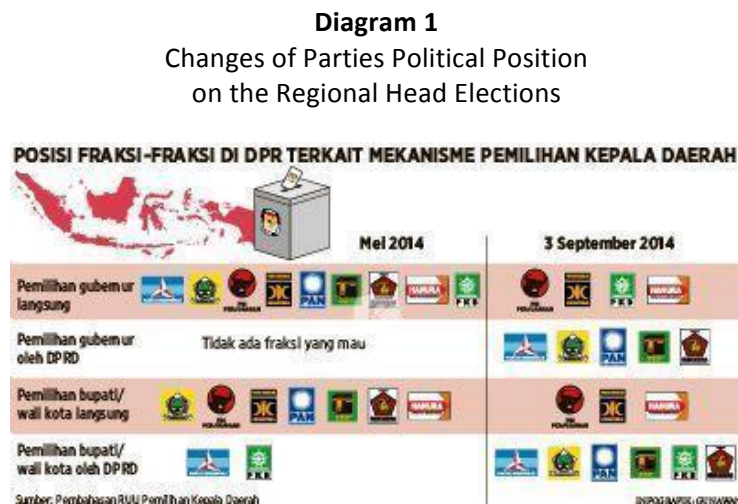 Diagram 1
Changes of Parties Political Position
on the Regional Head Elections
POSISI FRAKSI-FRAKSI DI DPR TERKAIT MEKANISME PEMILIHAN KEPALA DAERAH
Mei 2014
3 September 2014
Pemilihan gubernur
langsung
PAN
HANURA
PKB
HANURA
Pemilihan gubernur
oleh DPRD
Tidak ada fraksi yang mau
PAN
Pemilihan bupati/
wali kota langsung
PAN
HANURA
HANURA
Pemilihan bupati/
wali kota oleh DPRD
PKB
PAN
PKB
Sumber: Pembahasan RUU Pemilihan Kepala Daerah
INFOGRAFIK: GUNAWAN